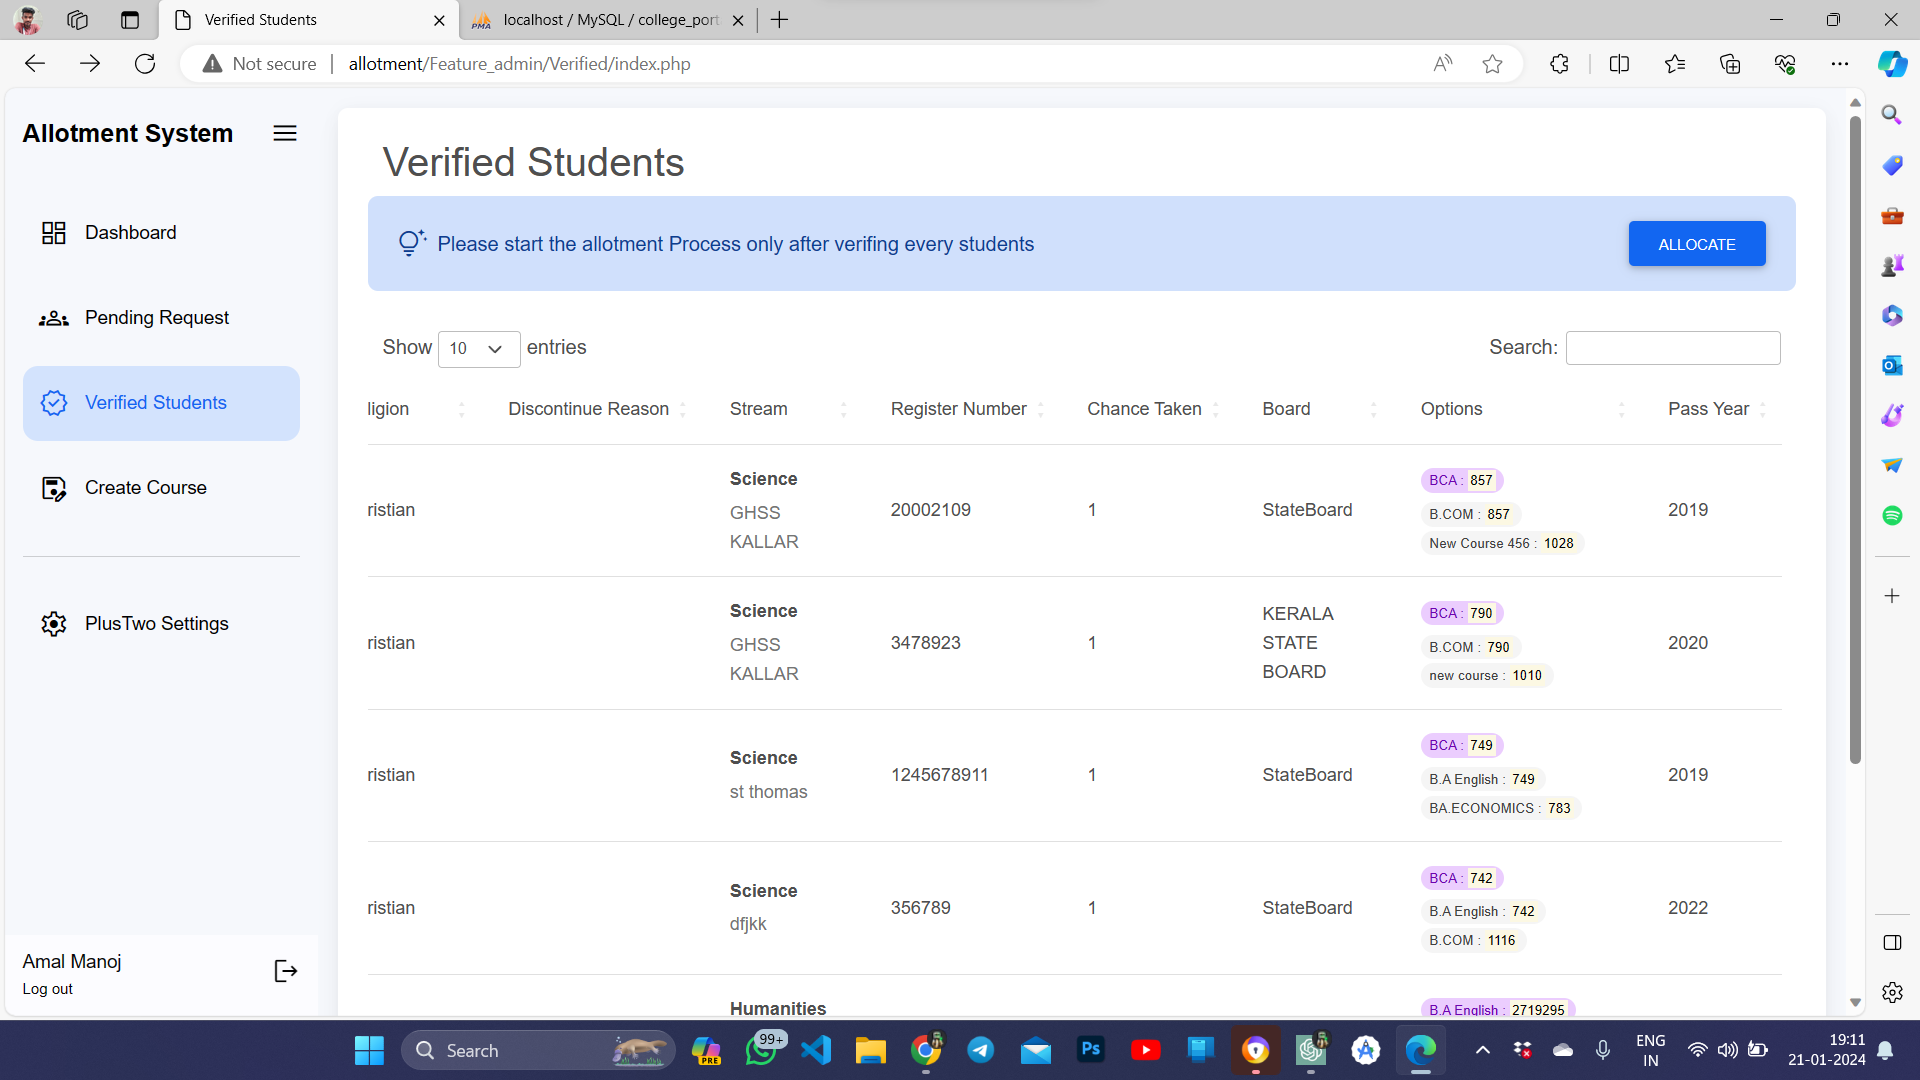 Verified Students
localhost / MySQL / college_port
Not secure
allotment/Feature_admin/Verified/index.php
Allotment System
Dashboard
Pending Request
Verified Students
Create Course
PlusTwo Settings
Amal Manoj
Log out
Verified Students
Please start the allotment Process only after verifing every students
ALLOCATE
Show 10 entries
Search:
ligion Discontinue Reason Stream Register Number Chance Taken Board Options Pass Year
ristian
Science
GHSS
KALLAR
20002109
1
StateBoard
BCA : 857
B.COM : 857
New Course 456 : 1028
2019
ristian
Science
GHSS
KALLAR
3478923
1
KERALA
STATE
BOARD
BCA : 790
B.COM : 790
new course : 1010
2020
ristian
Science
st thomas
1245678911
1
StateBoard
BCA : 749
B.A English : 749
BA.ECONOMICS : 783
2019
ristian
Science
dfjkk
356789
1
StateBoard
BCA : 742
B.A English : 742
B.COM : 1116
2022
Humanities
B.A English : 2719295
Search
PRE
99+
Ps
ENG
IN
19:11
21-01-2024